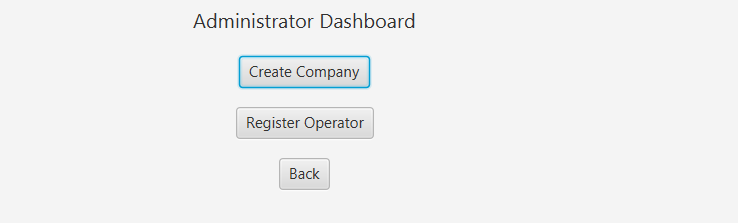 Administrator Dashboard
Create Company
Register Operator
Back